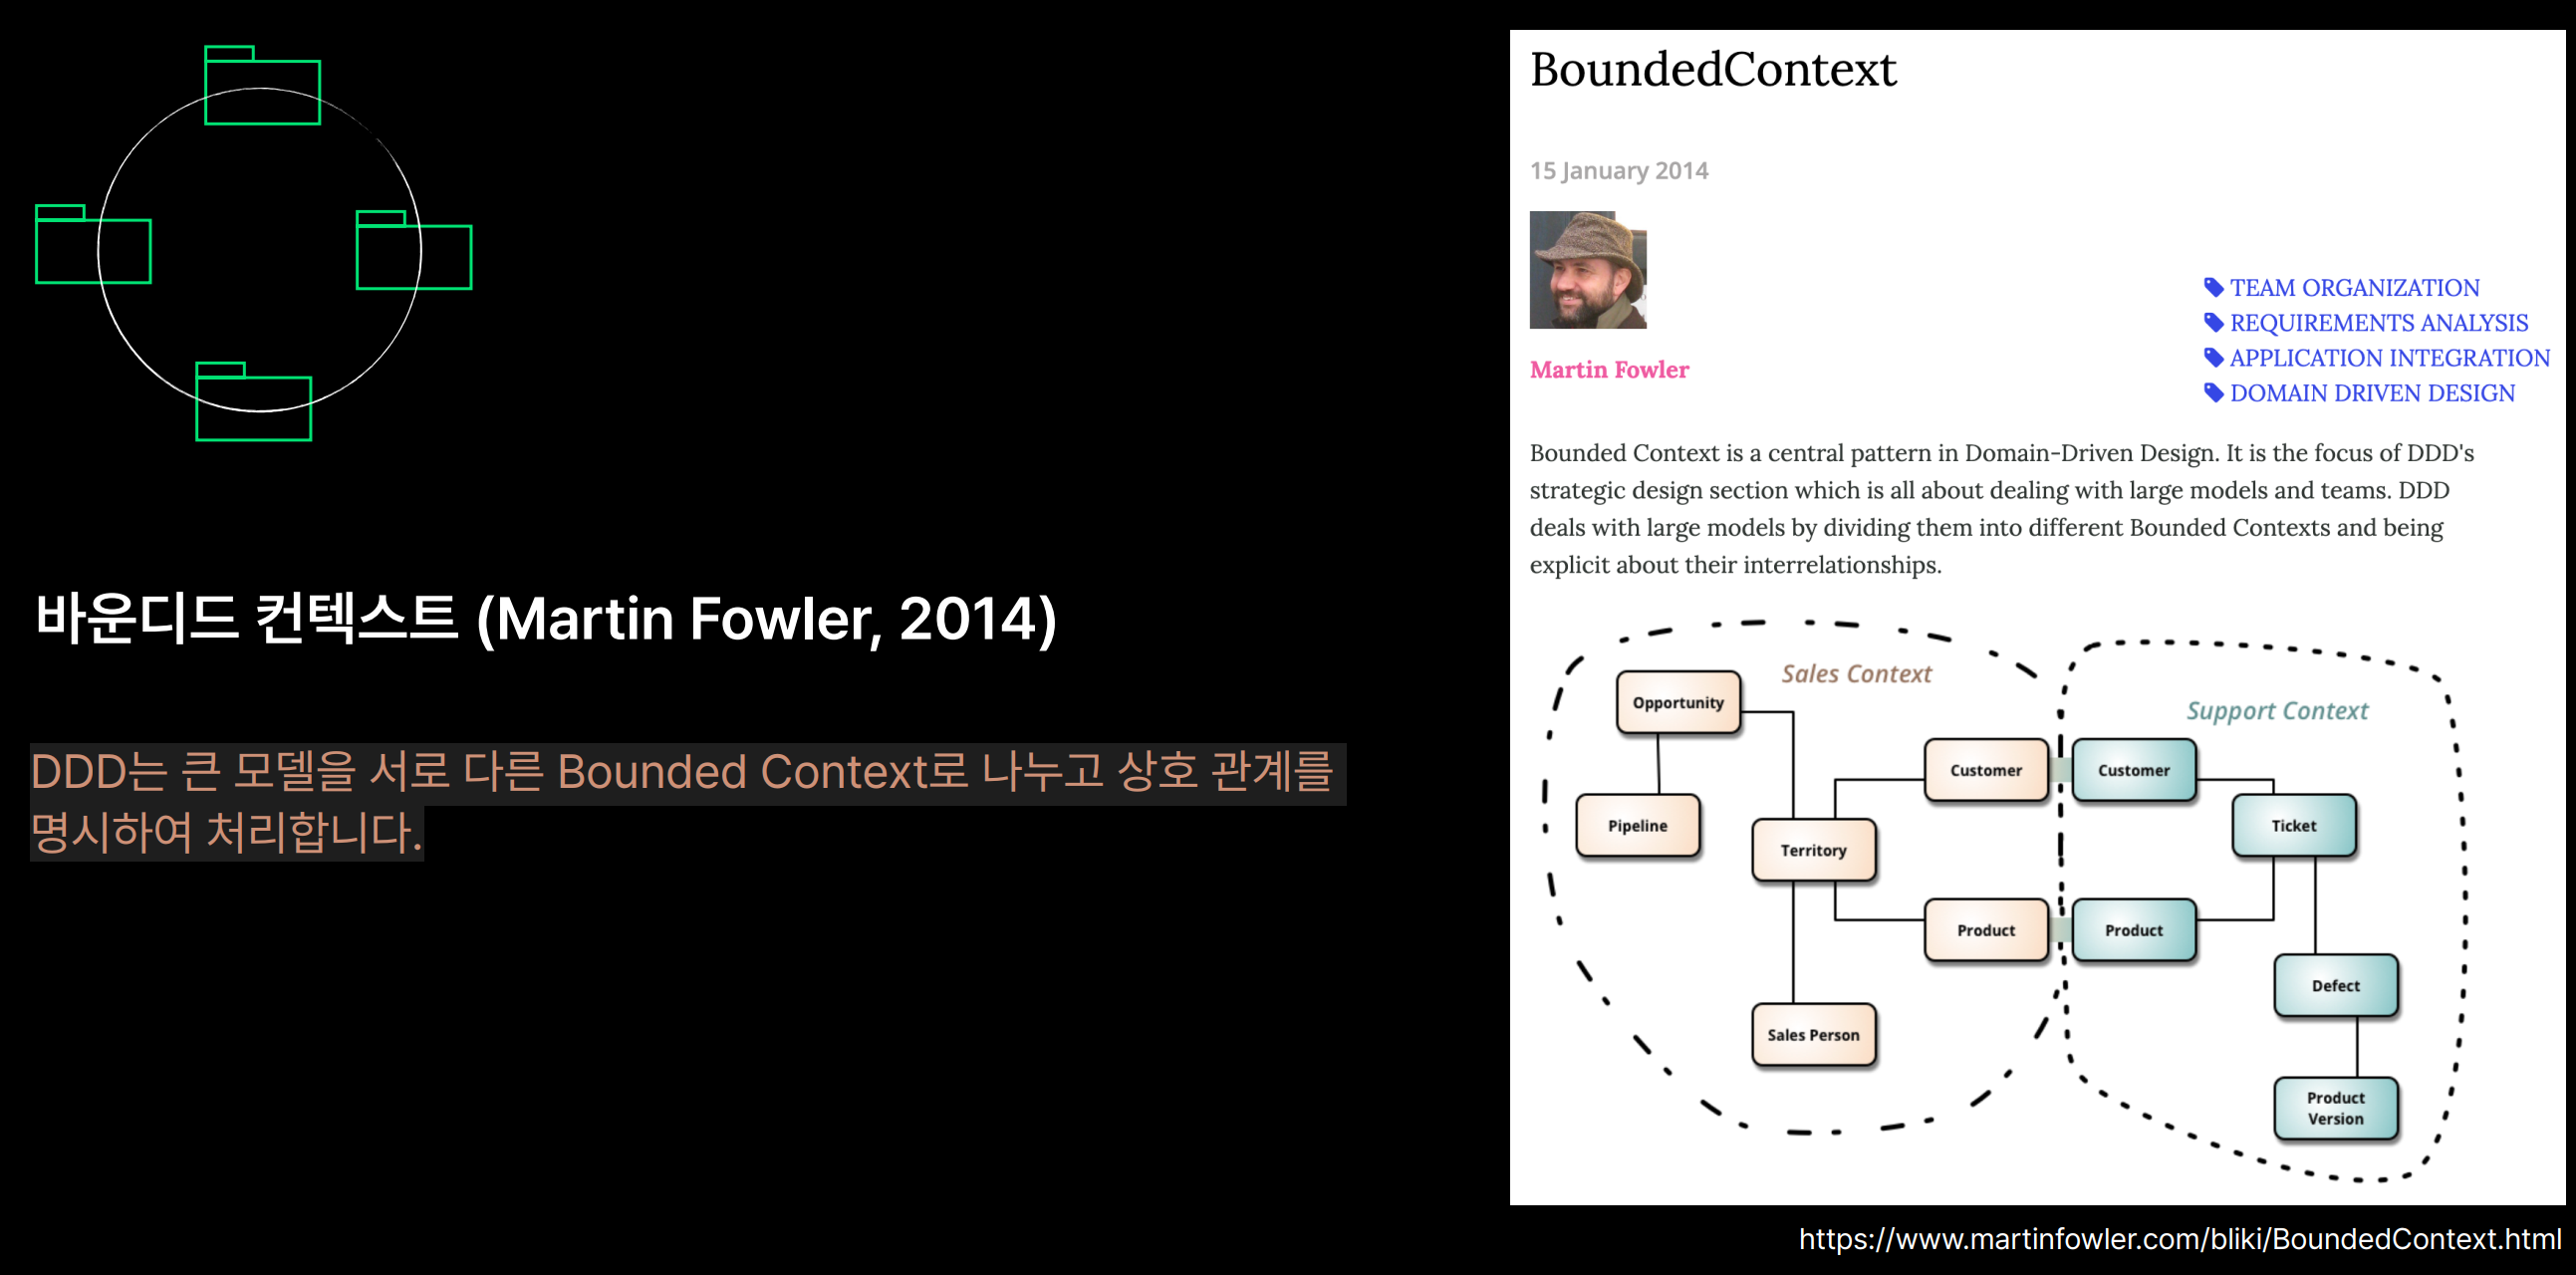 바운디드 컨텍스트 (Martin Fowler, 2014)
DDD는 큰 모델을 서로 다른 Bounded Context로 나누고 상호 관계를
명시하여 처리합니다.
BoundedContext
15 January 2014
Martin Fowler
TEAM ORGANIZATION
REQUIREMENTS ANALYSIS
APPLICATION INTEGRATION
DOMAIN DRIVEN DESIGN
Bounded Context is a central pattern in Domain-Driven Design. It is the focus of DDD's
strategic design section which is all about dealing with large models and teams. DDD
deals with large models by dividing them into different Bounded Contexts and being
explicit about their interrelationships.
Sales Context
Opportunity
Pipeline
Territory
Customer
Product
Sales Person
Support Context
Customer
Ticket
Product
Defect
Product
Version
https://www.martinfowler.com/bliki/BoundedContext.html